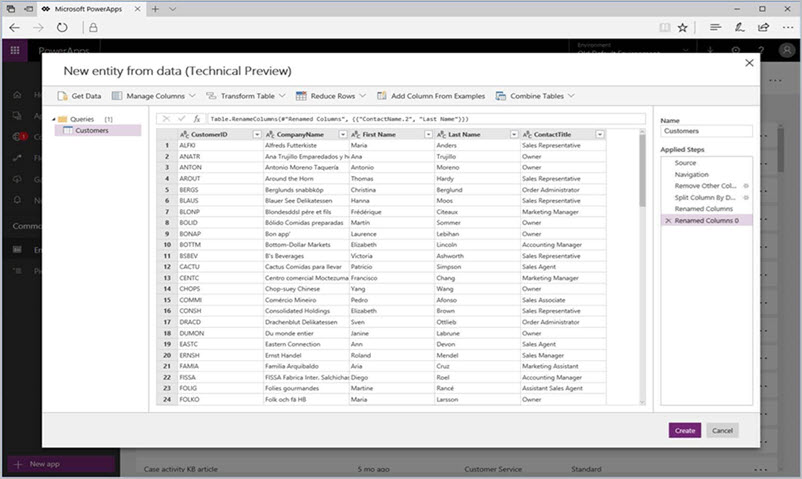 Microsoft PowerApps
PowerApps
Environment
New entity from data (Technical Preview)
Get Data Manage Columns Transform Table Reduce Rows Add Column From Examples Combine Tables
Queries [1]
Customers
Table.RenameColumns(#"Renamed Columns", {{"ContactName.2", "Last Name"}})
CustomerID CompanyName First Name Last Name ContactTitle
1 ALFKI Alfreds Futterkiste Maria Anders Sales Representative
2 ANATR Ana Trujillo Emparedados y h Ana Trujillo Owner
3 ANTON Antonio Moreno Taquería Antonio Moreno Owner
4 AROUT Around the Horn Thomas Hardy Sales Representative
5 BERGS Berglunds snabbköp Christina Berglund Order Administrator
6 BLAUS Blauer See Delikatessen Hanna Moos Sales Representative
7 BLONP Blondesddsl père et fils Frédérique Citeaux Marketing Manager
8 BOLID Bólido Comidas preparadas Martín Sommer Owner
9 BONAP Bon app' Laurence Lebihan Owner
10 BOTTM Bottom-Dollar Markets Elizabeth Lincoln Accounting Manager
11 BSBEV B's Beverages Victoria Ashworth Sales Representative
12 CACTU Cactus Comidas para llevar Patricio Simpson Sales Agent
13 CENTC Centro comercial Moctezuma Francisco Chang Marketing Manager
14 CHOPS Chop-suey Chinese Yang Wang Owner
15 COMMI Comércio Mineiro Pedro Afonso Sales Associate
16 CONSH Consolidated Holdings Elizabeth Brown Sales Representative
17 DRACD Drachenblut Delikatessen Sven Ottlieb Order Administrator
18 DUMON Du monde entier Janine Labrune Owner
19 EASTC Eastern Connection Ann Devon Sales Agent
20 ERNSH Ernst Handel Roland Mendel Sales Manager
21 FAMIA Familia Arquibaldo Aria Cruz Marketing Assistant
22 FISSA FISSA Fabrica Inter. Salchichas Diego Roel Accounting Manager
23 FOLIG Folies gourmandes Martine Rancé Assistant Sales Agent
24 FOLKO Folk och fä HB Maria Larsson Owner
Name
Customers
Applied Steps
Source
Navigation
Remove Other Col...
Split Column By D...
Renamed Columns
Renamed Columns 0
Create Cancel
Commo
New app
Case activity KB article 5 mo ago Customer Service Standard